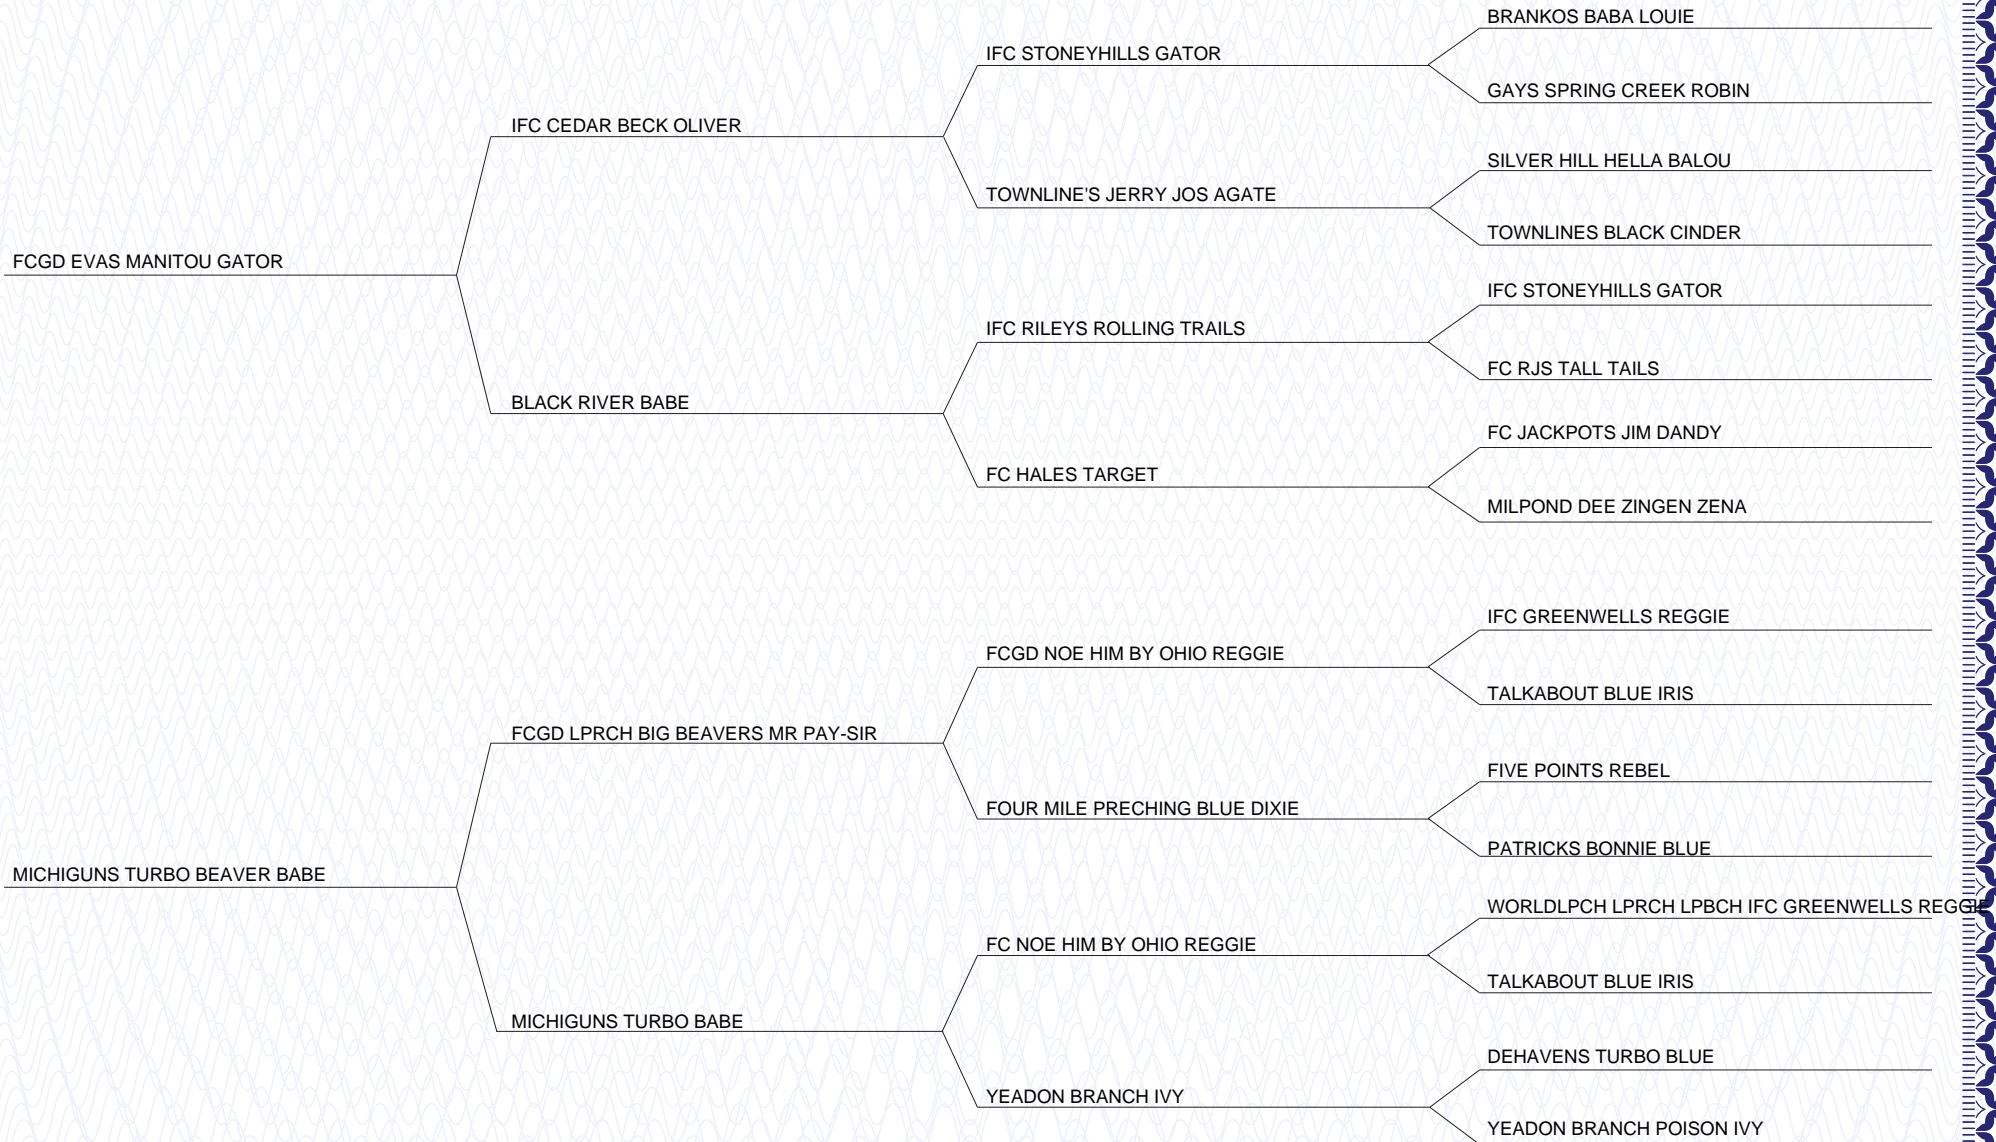 BRANKOS BABA LOUIE
IFC STONEYHILLS GATOR
GAYS SPRING CREEK ROBIN
IFC CEDAR BECK OLIVER
SILVER HILL HELLA BALOU
TOWNLINE'S JERRY JOS AGATE
TOWNLINES BLACK CINDER
FCGD EVAS MANITOU GATOR
IFC STONEYHILLS GATOR
IFC RILEYS ROLLING TRAILS
FC RJS TALL TAILS
BLACK RIVER BABE
FC JACKPOTS JIM DANDY
FC HALES TARGET
MILPOND DEE ZINGEN ZENA
IFC GREENWELLS REGGIE
FCGD NOE HIM BY OHIO REGGIE
TALKABOUT BLUE IRIS
FCGD LPRCH BIG BEAVERS MR PAY-SIR
FIVE POINTS REBEL
FOUR MILE PRECHING BLUE DIXIE
PATRICKS BONNIE BLUE
MICHIGUNS TURBO BEAVER BABE
WORLDLPCH LPRCH LPBCH IFC GREENWELLS REGGIE
FC NOE HIM BY OHIO REGGIE
TALKABOUT BLUE IRIS
MICHIGUNS TURBO BABE
DEHAVENS TURBO BLUE
YEADON BRANCH IVY
YEADON BRANCH POISON IVY